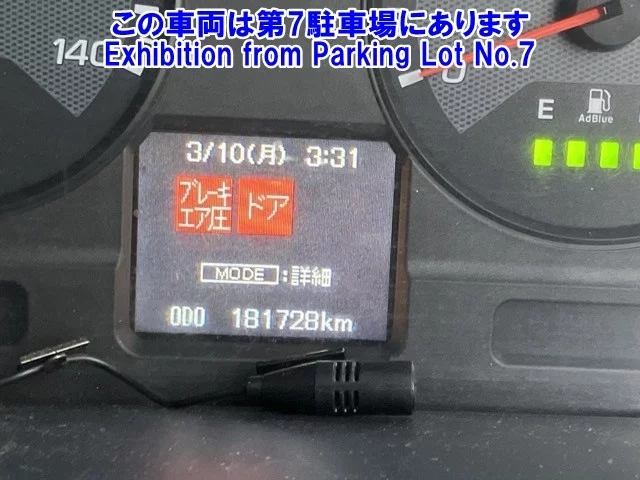 この車両は第7駐車場にあります
Exhibition from Parking Lot No.7
140
0
E
AdBlue
3/10(月) 3:31
ブレーキ
エア圧
ドア
MODE :詳細
ODO 181728km